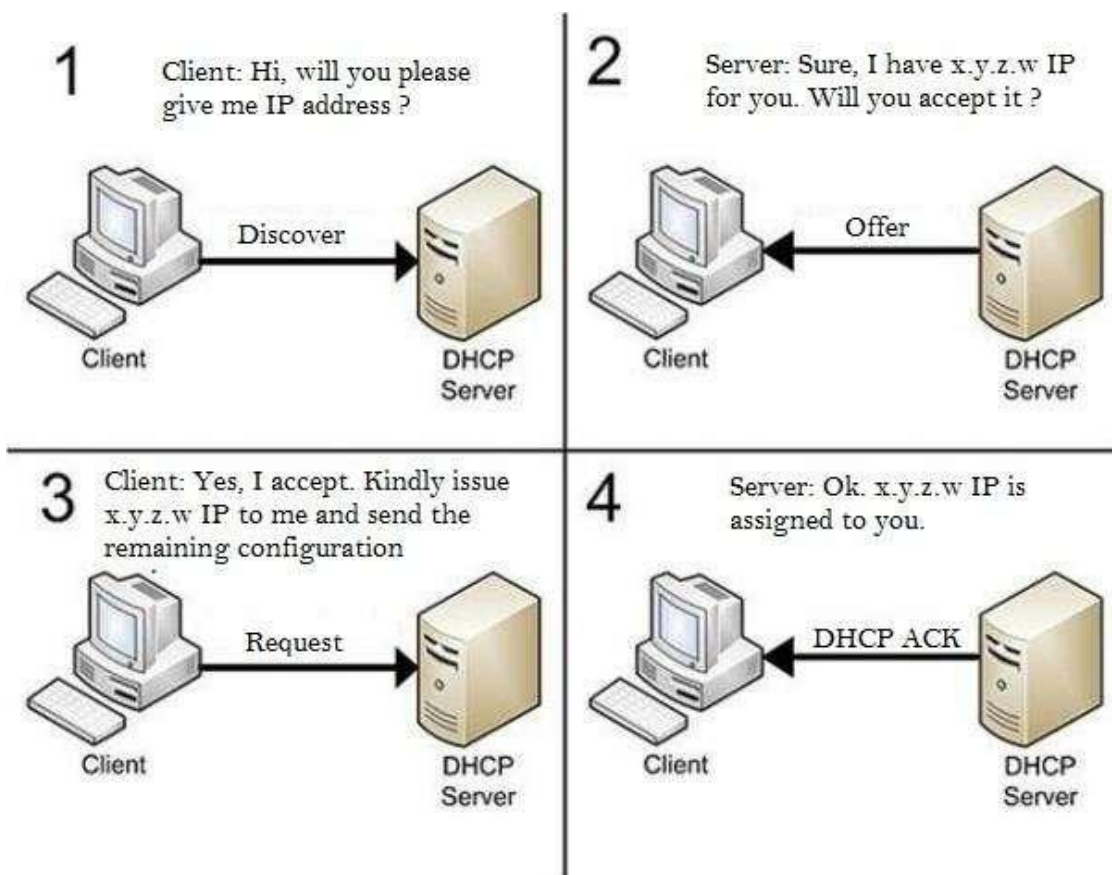 1
Client: Hi, will you please
give me IP address ?
Discover
Client
DHCP
Server
2
Server: Sure, I have x.y.z.w IP
for you. Will you accept it ?
Offer
Client
DHCP
Server
3
Client: Yes, I accept. Kindly issue
x.y.z.w IP to me and send the
remaining configuration
.
Request
Client
DHCP
Server
4
Server: Ok. x.y.z.w IP is
assigned to you.
DHCP ACK
Client
DHCP
Server